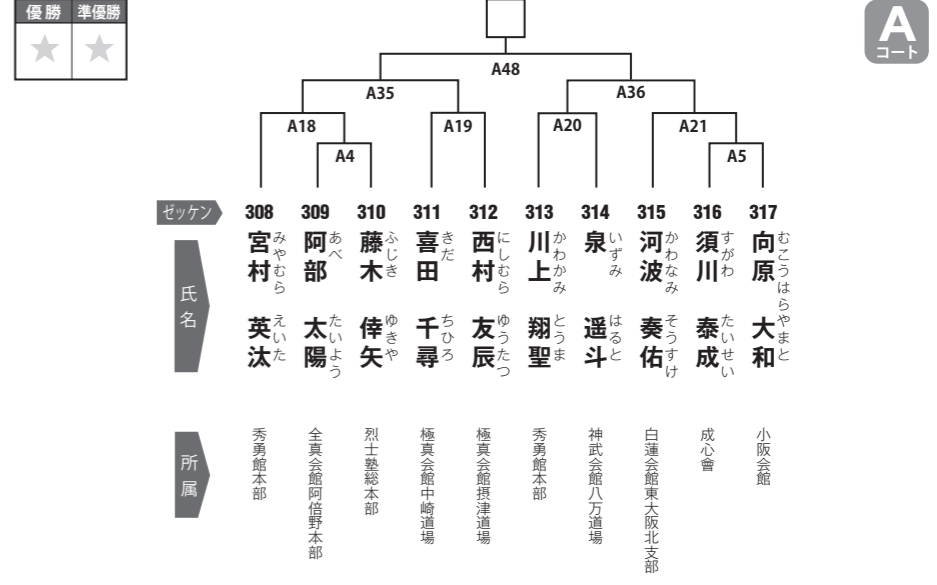 優勝 準優勝
A
コート
A48
A35 A36
A18 A19 A20 A21
A4 A5
ゼッケン 308 309 310 311 312 313 314 315 316 317
氏名
宮村 英汰
みやむら えいた
阿部 太陽
あべ たいよう
藤木 倖矢
ふじき ゆきや
喜田 千尋
きだ ちひろ
西村 友辰
にしむら ゆうたつ
川上 翔聖
かわかみ とうま
泉 遥斗
いずみ はると
河波 奏佑
かわなみ そうすけ
須川 泰成
すがわ たいせい
向原 大和
むこうはら やまと
所属
秀勇館本部
全真会館阿倍野本部
烈士塾総本部
極真会館中崎道場
極真会館摂津道場
秀勇館本部
神武会館八万道場
白蓮会館東大阪北支部
成心會
小阪会館